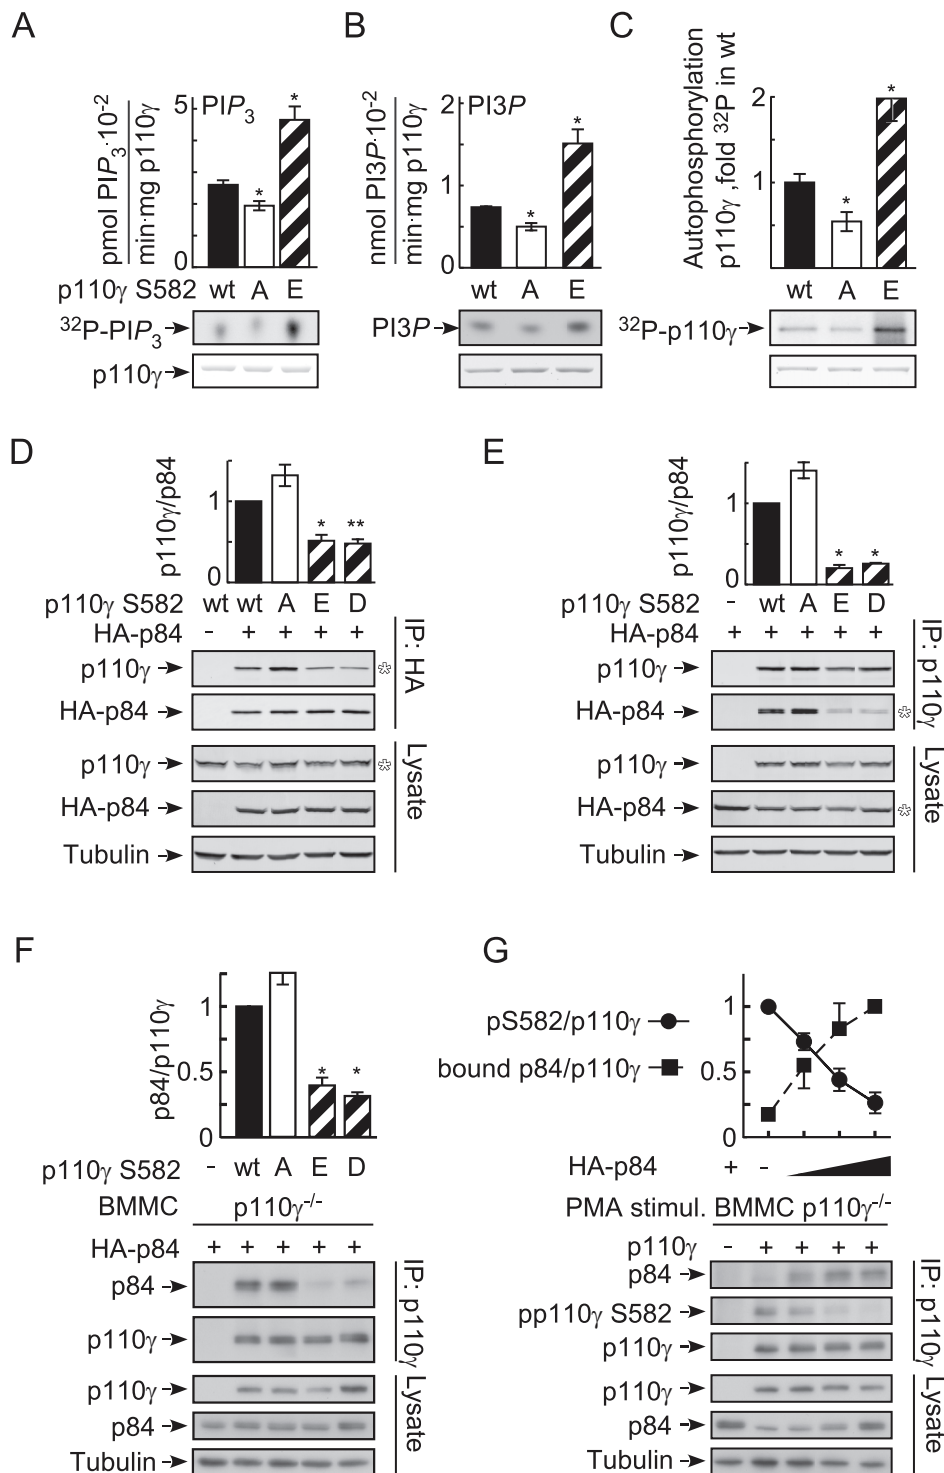 A
pmol PIP₃·10⁻²
min·mg p110γ
5
0
PIP₃
*
*
p110γ S582 wt A E
³²P-PIP₃
p110γ
B
nmol PI3P·10⁻²
min·mg p110γ
2
1
0
PI3P
*
*
wt A E
PI3P
C
Autophosphorylation
p110γ ,fold ³²P in wt
2
1
*
*
wt A E
³²P-p110γ
D
p110γ/p84
1
0
* **
p110γ S582 wt wt A E D
HA-p84 - + + + +
p110γ
HA-p84
IP: HA
p110γ
HA-p84
Tubulin
Lysate
E
p110γ/p84
1
0
* *
p110γ S582 - wt A E D
HA-p84 + + + + +
p110γ
HA-p84
IP: p110γ
p110γ
HA-p84
Tubulin
Lysate
F
p84/p110γ
1
0.5
0
* *
p110γ S582 - wt A E D
BMMC p110γ⁻/⁻
HA-p84 + + + + +
p84
p110γ
IP: p110γ
p110γ
p84
Tubulin
Lysate
G
pS582/p110γ
bound p84/p110γ
1
0.5
0
HA-p84 + -
PMA stimul. BMMC p110γ⁻/⁻
p110γ - + + + +
p84
pp110γ S582
p110γ
IP: p110γ
p110γ
p84
Tubulin
Lysate